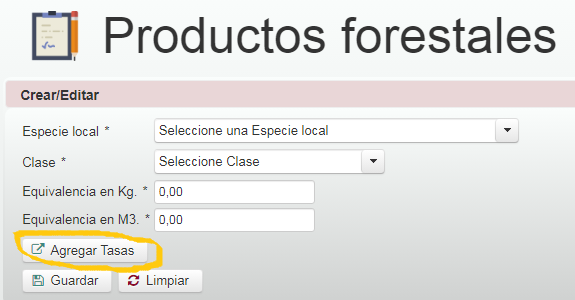 Productos forestales
Crear/Editar
Especie local * Seleccione una Especie local
Clase * Seleccione Clase
Equivalencia en Kg. * 0,00
Equivalencia en M3. * 0,00
Agregar Tasas
Guardar Limpiar